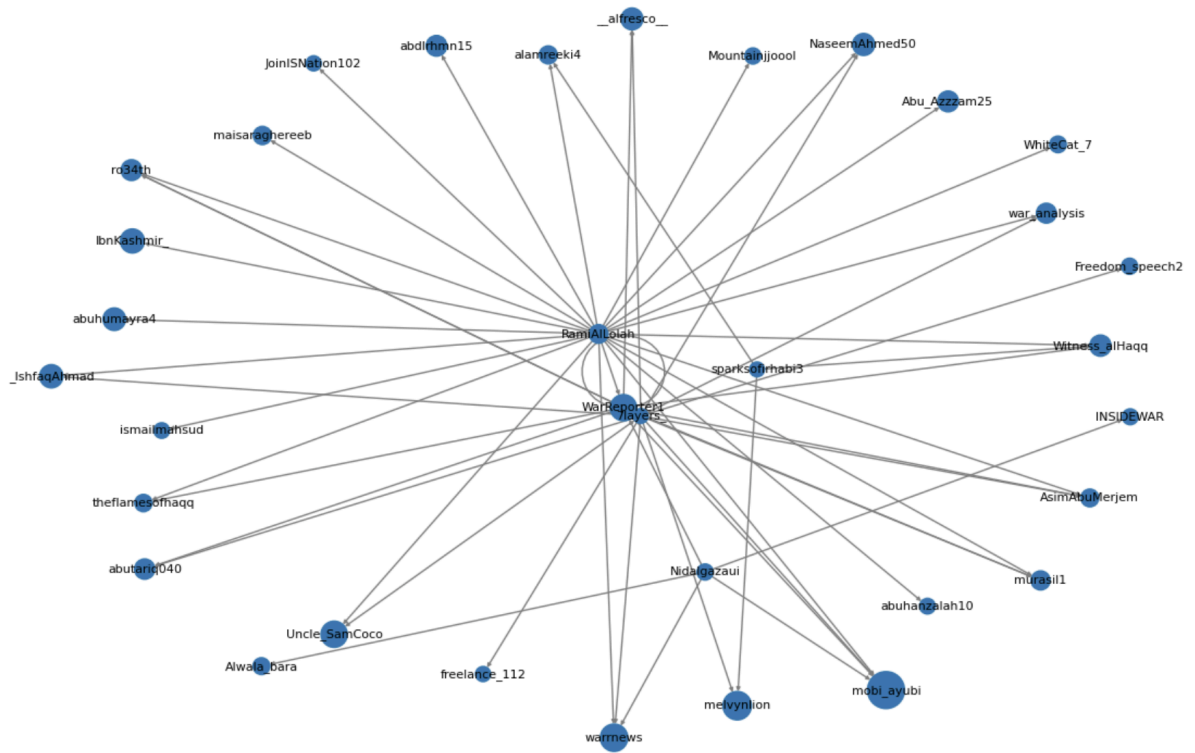 __alfresco__
abdlrhmn15
NaseemAhmed50
alamreeki4
Mountainjjoool
JoinISNation102
Abu_Azzzam25
maisaraghereeb
WhiteCat_7
ro34th
war_analysis
IbnKashmir_
Freedom_speech2
abuhumayra4
RamiAlLolah
Witness_alHaqq
sparksofirhabi3
_IshfaqAhmad
WarReporter1
7layers_
INSIDEWAR
ismailmahsud
theflamesofhaqq
AsimAbuMerjem
abutariq040
Nidalgazaui
murasil1
abuhanzalah10
Uncle_SamCoco
Alwala_bara
freelance_112
mobi_ayubi
melvynlion
warrnews